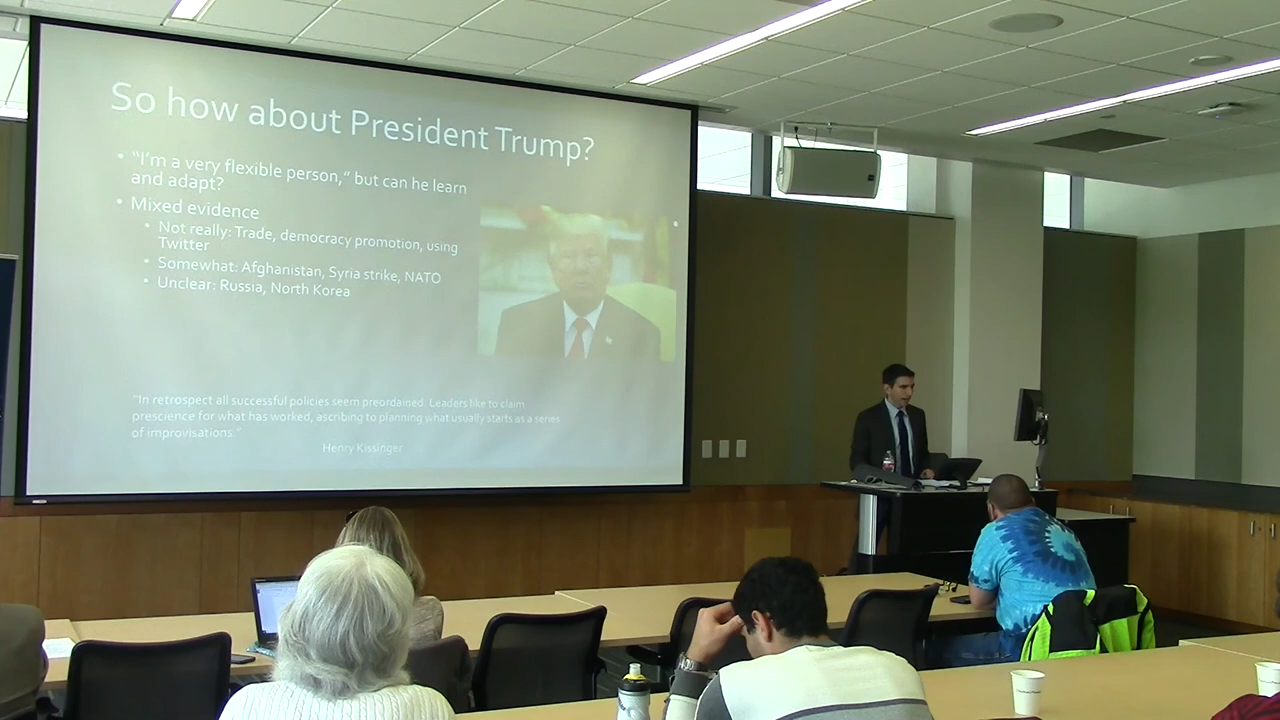 So how about President Trump?
• "I'm a very flexible person," but can he learn
and adapt?
• Mixed evidence
• Not really: Trade, democracy promotion, using
Twitter
• Somewhat: Afghanistan, Syria strike, NATO
• Unclear: Russia, North Korea
"In retrospect all successful policies seem preordained. Leaders like to claim
prescience for what has worked, ascribing to planning what usually starts as a series
of improvisations."
Henry Kissinger